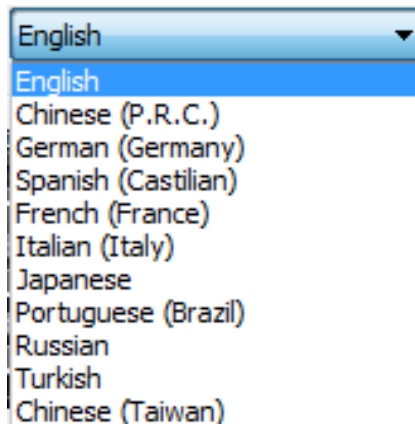 English
English
Chinese (P.R.C.)
German (Germany)
Spanish (Castilian)
French (France)
Italian (Italy)
Japanese
Portuguese (Brazil)
Russian
Turkish
Chinese (Taiwan)